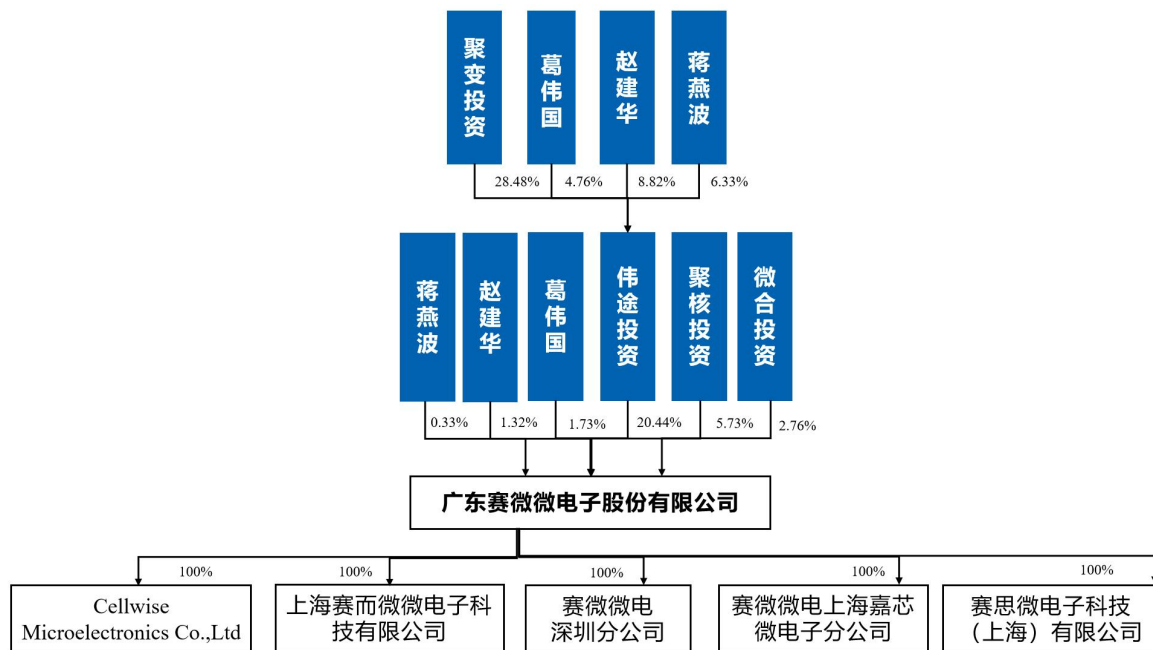 聚变投资
葛伟国
赵建华
蒋燕波
28.48%
4.76%
8.82%
6.33%
蒋燕波
赵建华
葛伟国
伟途投资
聚核投资
微合投资
0.33%
1.32%
1.73%
20.44%
5.73%
2.76%
广东赛微微电子股份有限公司
100%
100%
100%
100%
100%
Cellwise
Microelectronics Co.,Ltd
上海赛而微微电子科
技有限公司
赛微微电
深圳分公司
赛微微电上海嘉芯
微电子分公司
赛思微电子科技
（上海）有限公司